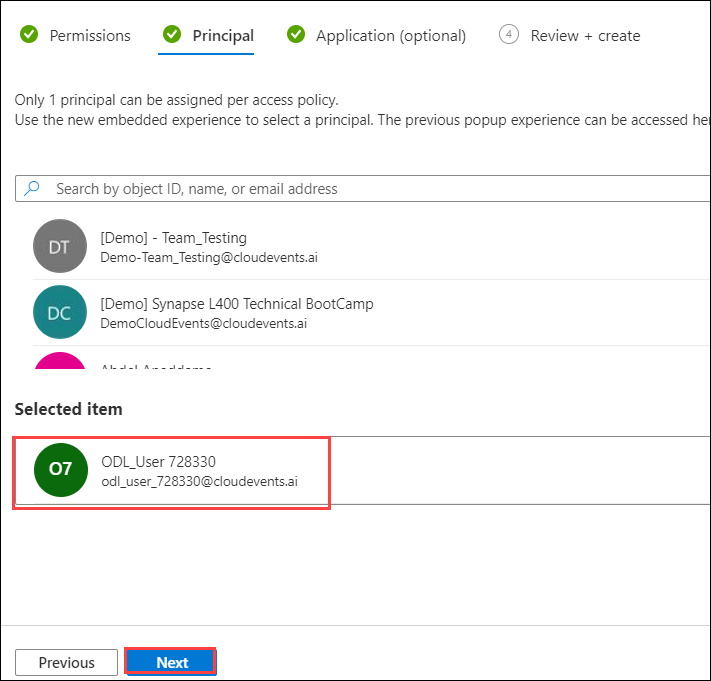 Permissions
Principal
Application (optional)
4
Review + create
Only 1 principal can be assigned per access policy.
Use the new embedded experience to select a principal. The previous popup experience can be accessed her
Search by object ID, name, or email address
DT
[Demo] - Team_Testing
Demo-Team_Testing@cloudevents.ai
DC
[Demo] Synapse L400 Technical BootCamp
DemoCloudEvents@cloudevents.ai
Selected item
O7
ODL_User 728330
odl_user_728330@cloudevents.ai
Previous
Next